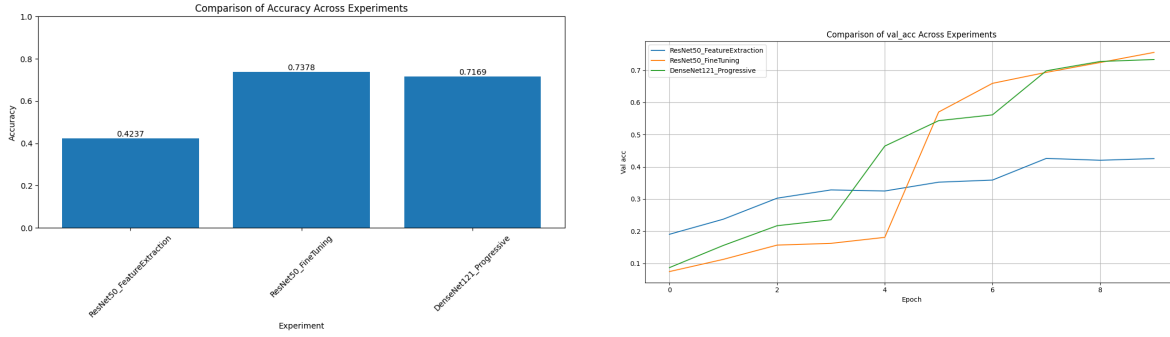 Comparison of Accuracy Across Experiments
1.0
0.8
0.6
0.4
0.2
0.0
Accuracy
0.4237
0.7378
0.7169
ResNet50_FeatureExtraction
ResNet50_FineTuning
DenseNet121_Progressive
Experiment
Comparison of val_acc Across Experiments
ResNet50_FeatureExtraction
ResNet50_FineTuning
DenseNet121_Progressive
0.7
0.6
0.5
0.4
0.3
0.2
0.1
Val acc
0
2
4
6
8
Epoch